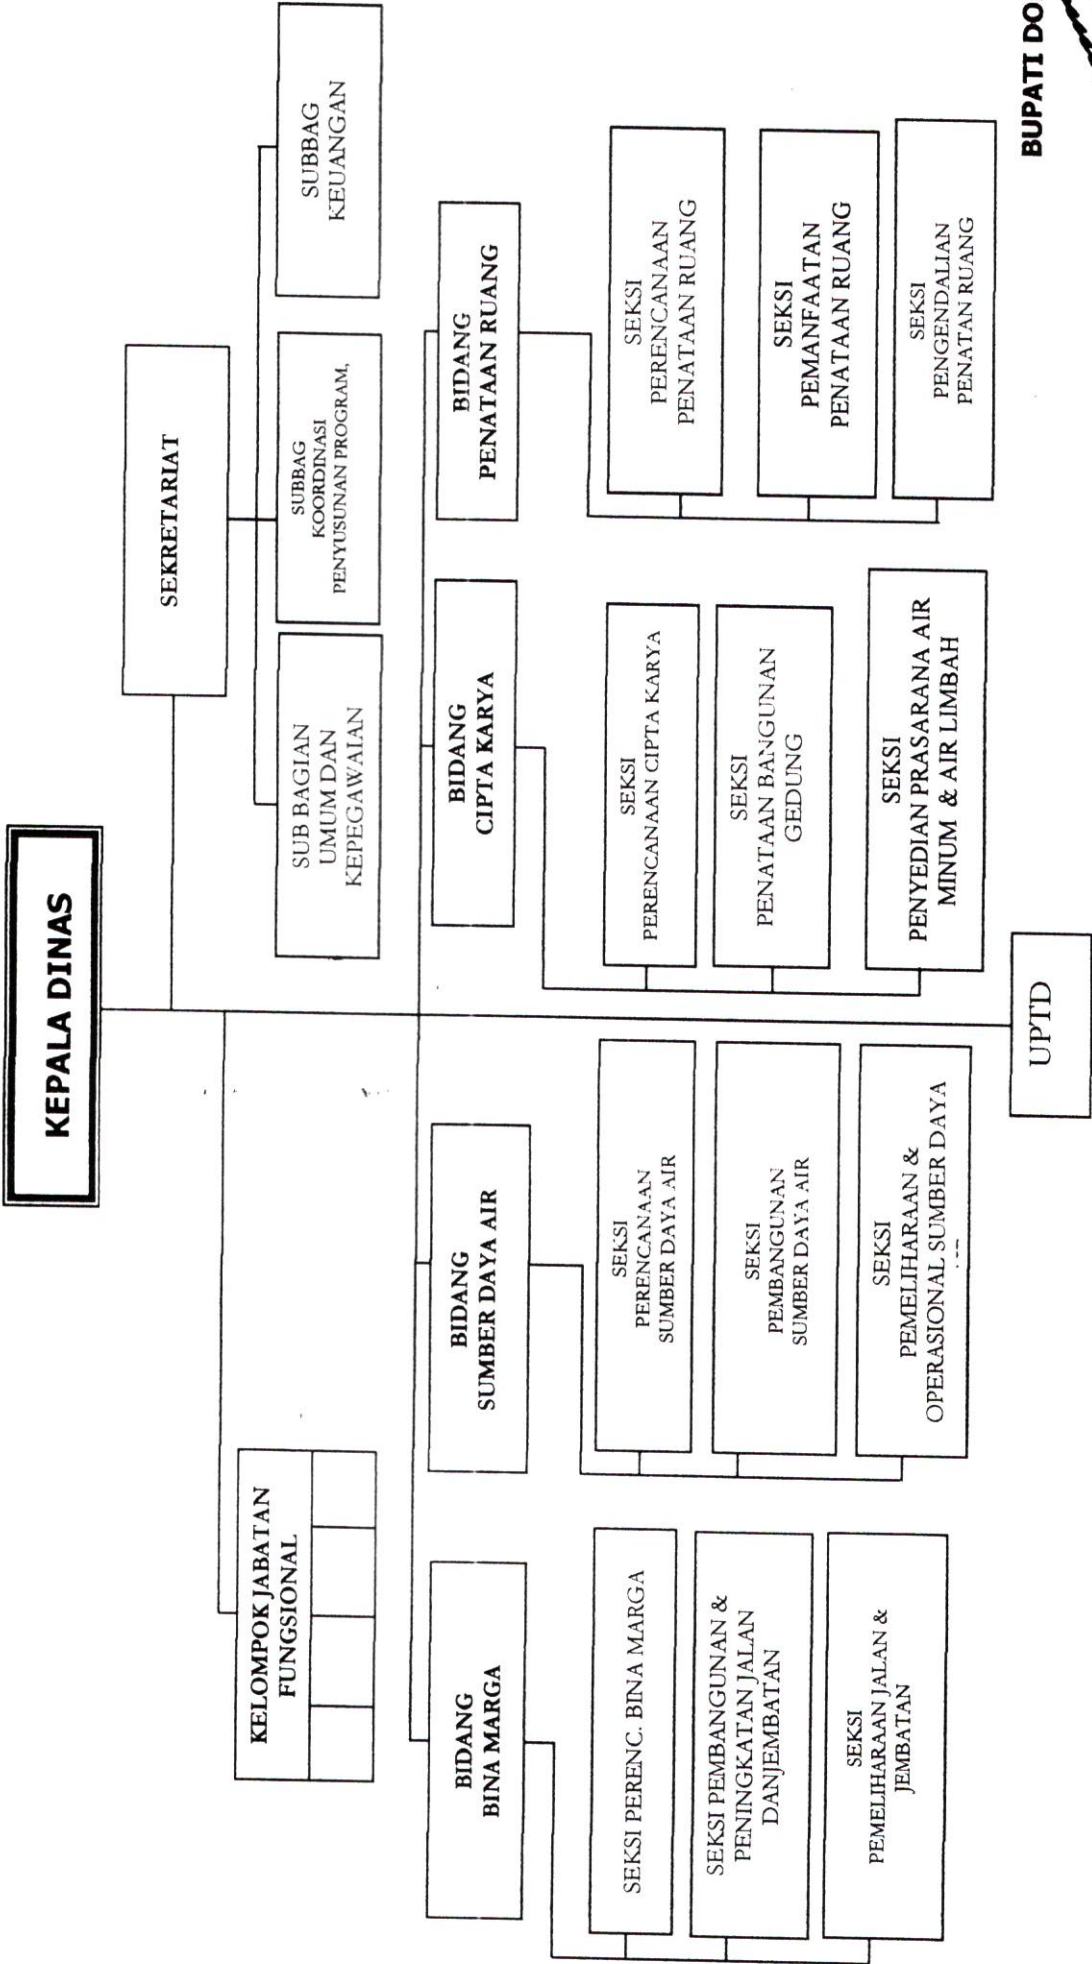 KEPALA DINAS
SEKRETARIAT
KELOMPOK JABATAN
FUNGSIONAL
SUB BAGIAN
UMUM DAN
KEPEGAWAIAN
SUBBAG
KOORDINASI
PENYUSUNAN PROGRAM,
SUBBAG
KEUANGAN
BIDANG
BINA MARGA
BIDANG
SUMBER DAYA AIR
BIDANG
CIPTA KARYA
BIDANG
PENATAAN RUANG
SEKSI PERENC. BINA MARGA
SEKSI PEMBANGUNAN &
PENINGKATAN JALAN
DANJEMBATAN
SEKSI
PEMELIHARAAN JALAN &
JEMBATAN
SEKSI
PERENCANAAN
SUMBER DAYA AIR
SEKSI
PEMBANGUNAN
SUMBER DAYA AIR
SEKSI
PEMELIHARAAN &
OPERASIONAL SUMBER DAYA
SEKSI
PERENCANAAN CIPTA KARYA
SEKSI
PENATAAN BANGUNAN
GEDUNG
SEKSI
PENYEDIAN PRASARANA AIR
MINUM & AIR LIMBAH
SEKSI
PERENCANAAN
PENATAAN RUANG
SEKSI
PEMANFAATAN
PENATAAN RUANG
SEKSI
PENGENDALIAN
PENATAN RUANG
UPTD
BUPATI DO